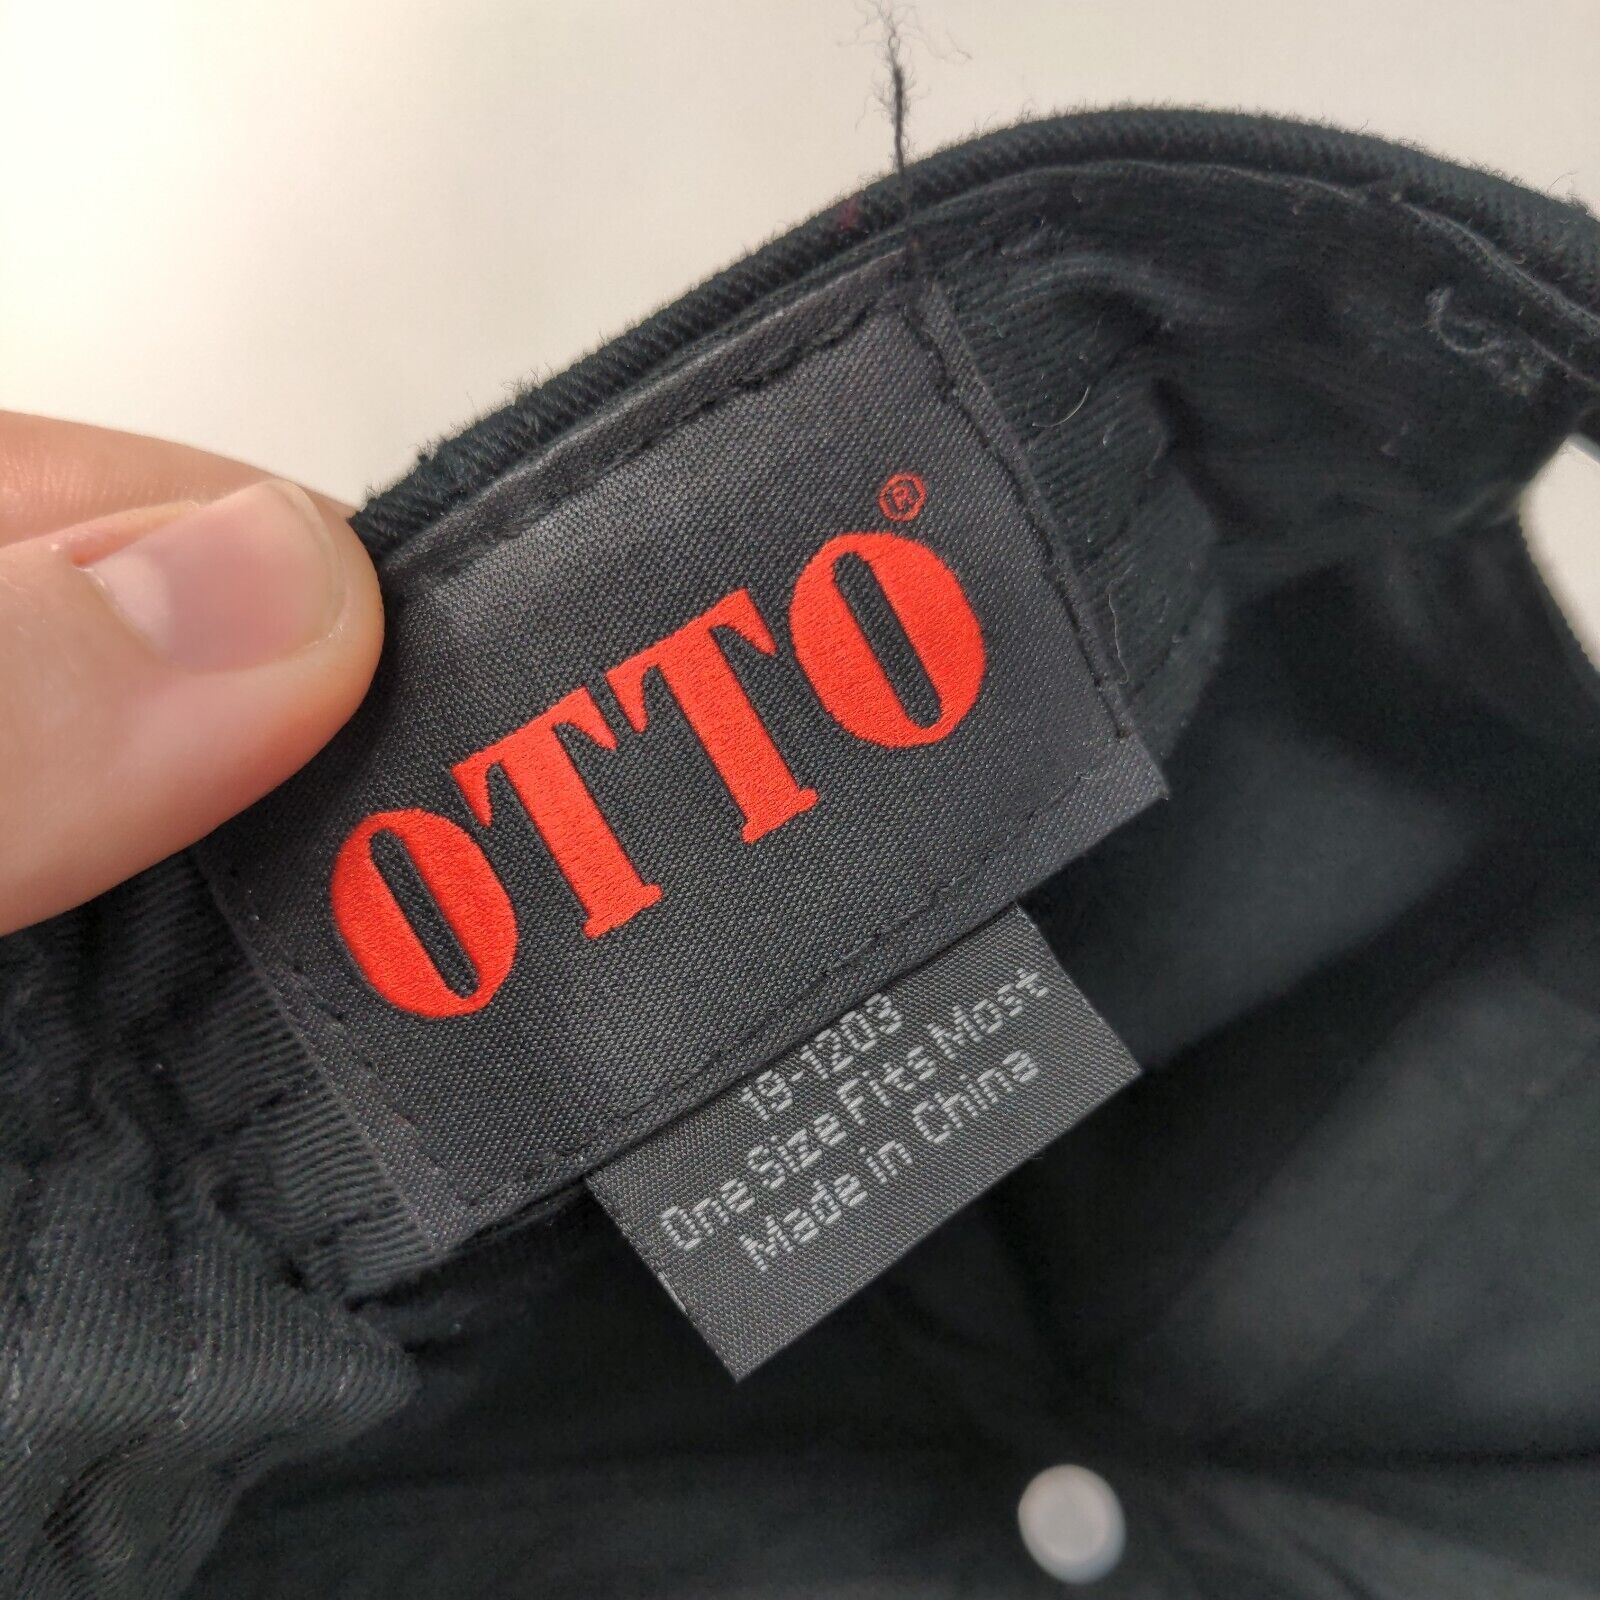 OTTO®
19-1203
One Size Fits Most
Made in China